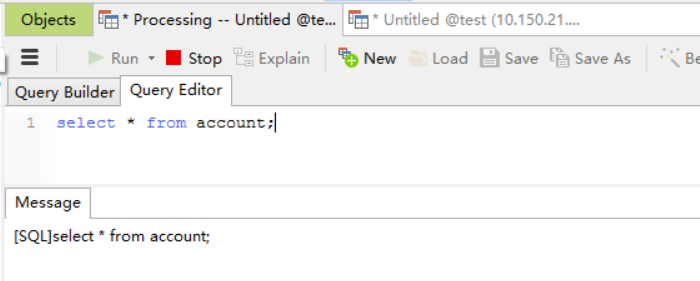 Objects
* Processing -- Untitled @te...
* Untitled @test (10.150.21....
Run Stop Explain New Load Save Save As Be
Query Builder Query Editor
1 select * from account;
Message
[SQL]select * from account;